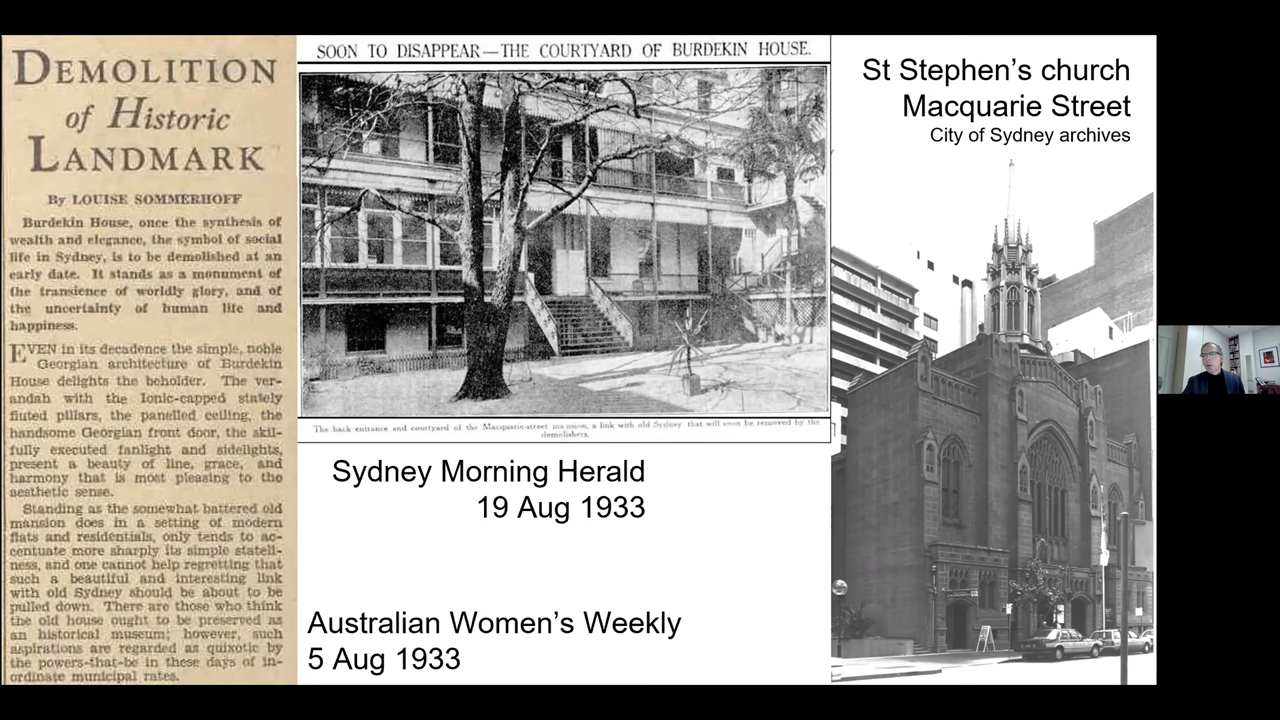 DEMOLITION
of Historic
LANDMARK
By LOUISE SOMMERHOFF
Burdekin House, once the synthesis of
wealth and elegance, the symbol of social
life in Sydney, is to be demolished at an
early date. It stands as a monument of
the transience of worldly glory, and of
the uncertainty of human life and
happiness.
EVEN in its decadence the simple, noble
Georgian architecture of Burdekin
House delights the beholder. The ver-
andah with the Ionic-capped stately
fluted pillars, the panelled ceiling, the
handsome Georgian front door, the skil-
fully executed fanlight and sidelights,
present a beauty of line, grace, and
harmony that is most pleasing to the
aesthetic sense.
Standing as the somewhat battered old
mansion does in a setting of modern
flats and residentials, only tends to ac-
centuate more sharply its simple stateli-
ness, and one cannot help regretting that
such a beautiful and interesting link
with old Sydney should be about to be
pulled down. There are those who think
the old house ought to be preserved as
an historical museum; however, such
aspirations are regarded as quixotic by
the powers-that-be in these days of in-
ordinate municipal rates.
SOON TO DISAPPEAR—THE COURTYARD OF BURDEKIN HOUSE.
The back entrance and courtyard of the Macquarie-street mansion, a link with old Sydney that will soon be removed by the
demolishers.
Sydney Morning Herald
19 Aug 1933
Australian Women's Weekly
5 Aug 1933
St Stephen's church
Macquarie Street
City of Sydney archives